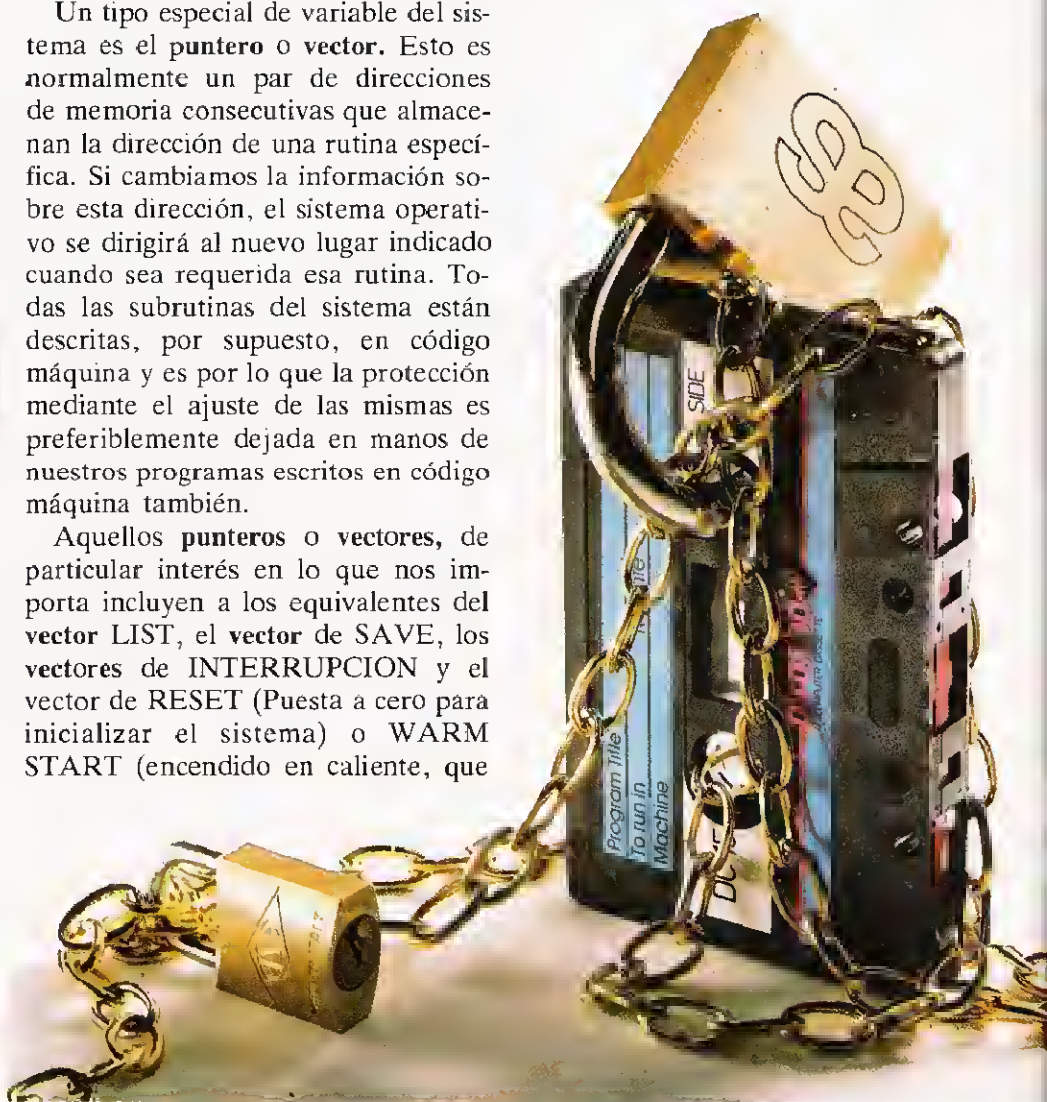 Un tipo especial de variable del sis-
tema es el puntero o vector. Esto es
normalmente un par de direcciones
de memoria consecutivas que almace-
nan la dirección de una rutina especí-
fica. Si cambiamos la información so-
bre esta dirección, el sistema operati-
vo se dirigirá al nuevo lugar indicado
cuando sea requerida esa rutina. To-
das las subrutinas del sistema están
descritas, por supuesto, en código
máquina y es por lo que la protección
mediante el ajuste de las mismas es
preferiblemente dejada en manos de
nuestros programas escritos en código
máquina también.
Aquellos punteros o vectores, de
particular interés en lo que nos im-
porta incluyen a los equivalentes del
vector LIST, el vector de SAVE, los
vectores de INTERRUPCION y el
vector de RESET (Puesta a cero para
inicializar el sistema) o WARM
START (encendido en caliente, que
SIDE
Program title
To run in
Machine
COMPUTER CASSETTE